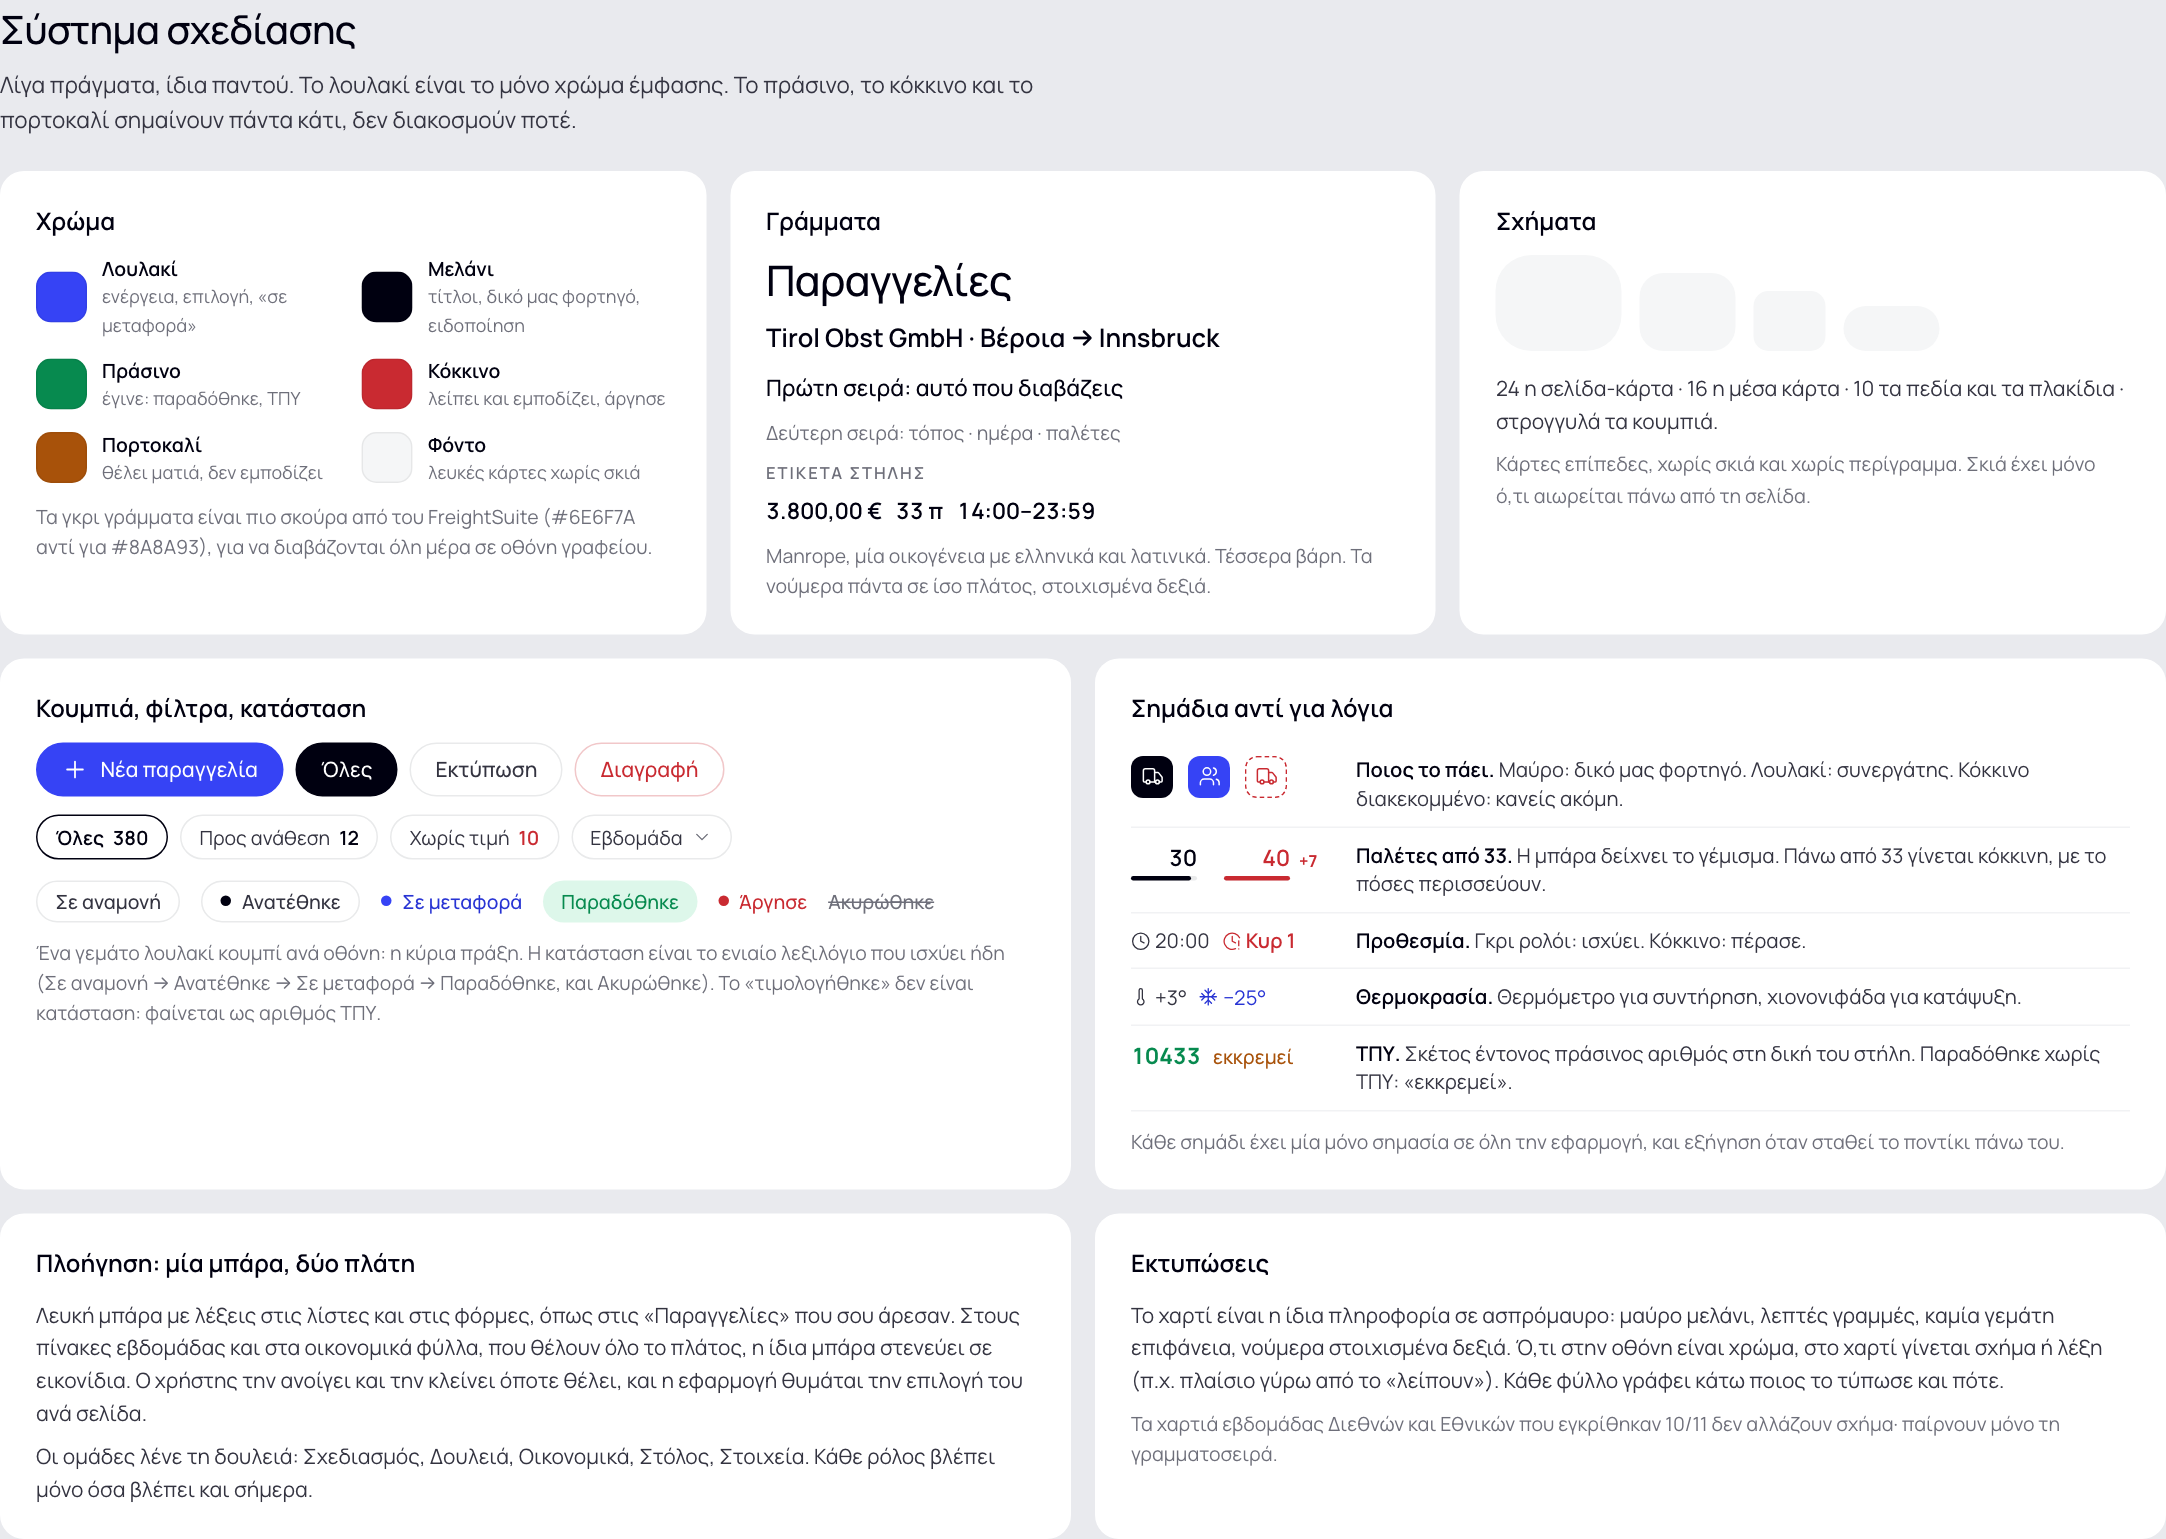 Σύστημα σχεδίασης
Λίγα πράγματα, ίδια παντού. Το λουλακί είναι το μόνο χρώμα έμφασης. Το πράσινο, το κόκκινο και το
πορτοκαλί σημαίνουν πάντα κάτι, δεν διακοσμούν ποτέ.
Χρώμα
Λουλακί
ενέργεια, επιλογή, «σε
μεταφορά»
Μελάνι
τίτλοι, δικό μας φορτηγό,
ειδοποίηση
Πράσινο
έγινε: παραδόθηκε, ΤΠΥ
Κόκκινο
λείπει και εμποδίζει, άργησε
Πορτοκαλί
θέλει ματιά, δεν εμποδίζει
Φόντο
λευκές κάρτες χωρίς σκιά
Τα γκρι γράμματα είναι πιο σκούρα από του FreightSuite (#6E6F7A
αντί για #8A8A93), για να διαβάζονται όλη μέρα σε οθόνη γραφείου.
Γράμματα
Παραγγελίες
Tirol Obst GmbH · Βέροια → Innsbruck
Πρώτη σειρά: αυτό που διαβάζεις
Δεύτερη σειρά: τόπος · ημέρα · παλέτες
ΕΤΙΚΕΤΑ ΣΤΗΛΗΣ
3.800,00 € 33 π 14:00–23:59
Manrope, μία οικογένεια με ελληνικά και λατινικά. Τέσσερα βάρη. Τα
νούμερα πάντα σε ίσο πλάτος, στοιχισμένα δεξιά.
Σχήματα
24 η σελίδα-κάρτα · 16 η μέσα κάρτα · 10 τα πεδία και τα πλακίδια ·
στρογγυλά τα κουμπιά.
Κάρτες επίπεδες, χωρίς σκιά και χωρίς περίγραμμα. Σκιά έχει μόνο
ό,τι αιωρείται πάνω από τη σελίδα.
Κουμπιά, φίλτρα, κατάσταση
Νέα παραγγελία Όλες Εκτύπωση Διαγραφή
Όλες 380 Προς ανάθεση 12 Χωρίς τιμή 10 Εβδομάδα
Σε αναμονή Ανατέθηκε Σε μεταφορά Παραδόθηκε Άργησε Ακυρώθηκε
Ένα γεμάτο λουλακί κουμπί ανά οθόνη: η κύρια πράξη. Η κατάσταση είναι το ενιαίο λεξιλόγιο που ισχύει ήδη
(Σε αναμονή → Ανατέθηκε → Σε μεταφορά → Παραδόθηκε, και Ακυρώθηκε). Το «τιμολογήθηκε» δεν είναι
κατάσταση: φαίνεται ως αριθμός ΤΠΥ.
Σημάδια αντί για λόγια
Ποιος το πάει. Μαύρο: δικό μας φορτηγό. Λουλακί: συνεργάτης. Κόκκινο
διακεκομμένο: κανείς ακόμη.
30 40 +7
Παλέτες από 33. Η μπάρα δείχνει το γέμισμα. Πάνω από 33 γίνεται κόκκινη, με το
πόσες περισσεύουν.
20:00 Κυρ 1
Προθεσμία. Γκρι ρολόι: ισχύει. Κόκκινο: πέρασε.
+3° −25°
Θερμοκρασία. Θερμόμετρο για συντήρηση, χιονονιφάδα για κατάψυξη.
10433 εκκρεμεί
ΤΠΥ. Σκέτος έντονος πράσινος αριθμός στη δική του στήλη. Παραδόθηκε χωρίς
ΤΠΥ: «εκκρεμεί».
Κάθε σημάδι έχει μία μόνο σημασία σε όλη την εφαρμογή, και εξήγηση όταν σταθεί το ποντίκι πάνω του.
Πλοήγηση: μία μπάρα, δύο πλάτη
Λευκή μπάρα με λέξεις στις λίστες και στις φόρμες, όπως στις «Παραγγελίες» που σου άρεσαν. Στους
πίνακες εβδομάδας και στα οικονομικά φύλλα, που θέλουν όλο το πλάτος, η ίδια μπάρα στενεύει σε
εικονίδια. Ο χρήστης την ανοίγει και την κλείνει όποτε θέλει, και η εφαρμογή θυμάται την επιλογή του
ανά σελίδα.
Οι ομάδες λένε τη δουλειά: Σχεδιασμός, Δουλειά, Οικονομικά, Στόλος, Στοιχεία. Κάθε ρόλος βλέπει
μόνο όσα βλέπει και σήμερα.
Εκτυπώσεις
Το χαρτί είναι η ίδια πληροφορία σε ασπρόμαυρο: μαύρο μελάνι, λεπτές γραμμές, καμία γεμάτη
επιφάνεια, νούμερα στοιχισμένα δεξιά. Ό,τι στην οθόνη είναι χρώμα, στο χαρτί γίνεται σχήμα ή λέξη
(π.χ. πλαίσιο γύρω από το «λείπουν»). Κάθε φύλλο γράφει κάτω ποιος το τύπωσε και πότε.
Τα χαρτιά εβδομάδας Διεθνών και Εθνικών που εγκρίθηκαν 10/11 δεν αλλάζουν σχήμα· παίρνουν μόνο τη
γραμματοσειρά.